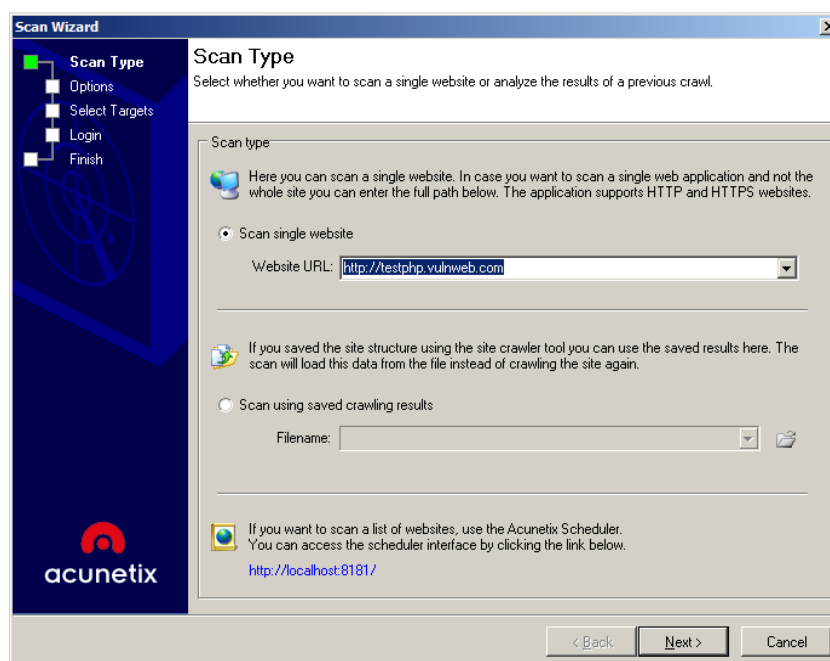 Scan Wizard
Scan Type
Options
Select Targets
Login
Finish
acunetix
Scan Type
Select whether you want to scan a single website or analyze the results of a previous crawl.
Scan type
Here you can scan a single website. In case you want to scan a single web application and not the
whole site you can enter the full path below. The application supports HTTP and HTTPS websites.
Scan single website
Website URL: http://testphp.vulnweb.com
If you saved the site structure using the site crawler tool you can use the saved results here. The
scan will load this data from the file instead of crawling the site again.
Scan using saved crawling results
Filename:
If you want to scan a list of websites, use the Acunetix Scheduler.
You can access the scheduler interface by clicking the link below.
http://localhost:8181/
< Back
Next >
Cancel